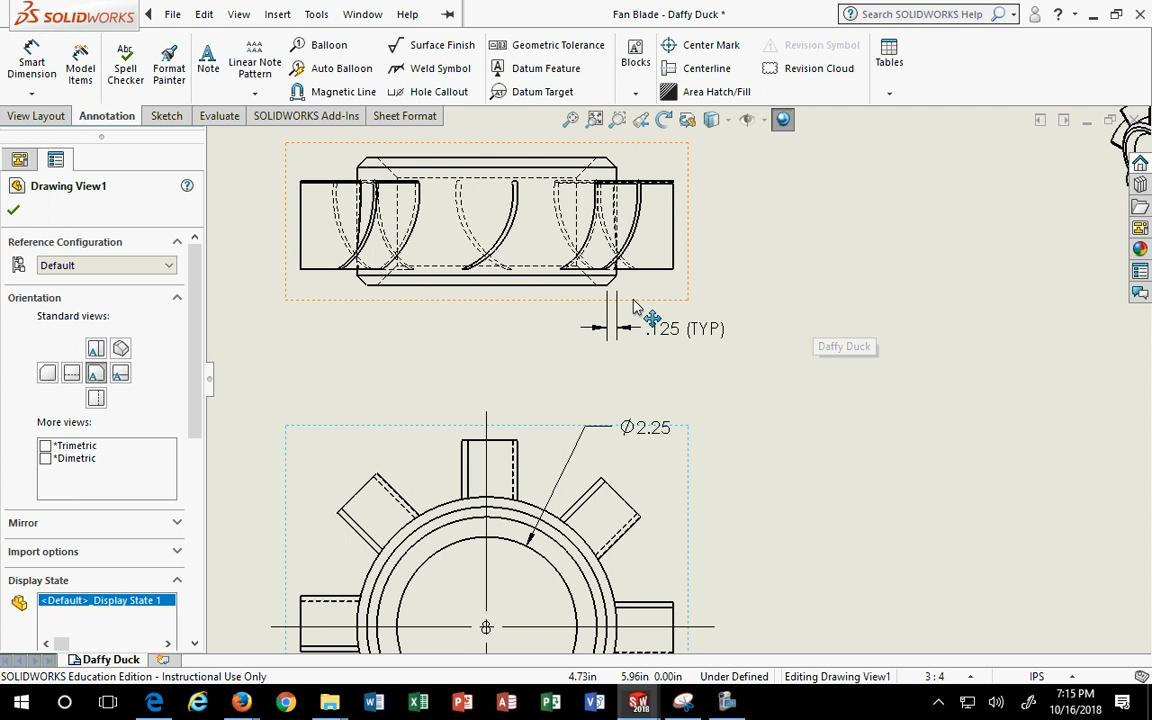 SOLIDWORKS
File Edit View Insert Tools Window Help
Fan Blade - Daffy Duck *
Search SOLIDWORKS Help
?
Smart Dimension
Model Items
Spell Checker
Format Painter
Note
Linear Note Pattern
Balloon
Auto Balloon
Magnetic Line
Surface Finish
Weld Symbol
Hole Callout
Geometric Tolerance
Datum Feature
Datum Target
Blocks
Center Mark
Centerline
Area Hatch/Fill
Revision Symbol
Revision Cloud
Tables
View Layout Annotation Sketch Evaluate SOLIDWORKS Add-Ins Sheet Format
Drawing View1
Reference Configuration
Default
Orientation
Standard views:
More views:
*Trimetric
*Dimetric
Mirror
Import options
Display State
<Default>_Display State 1
.125 (TYP)
Daffy Duck
Ø2.25
8
Daffy Duck
SOLIDWORKS Education Edition - Instructional Use Only
4.73in 5.96in 0.00in Under Defined Editing Drawing View1 3 : 4 IPS
7:15 PM
10/16/2018